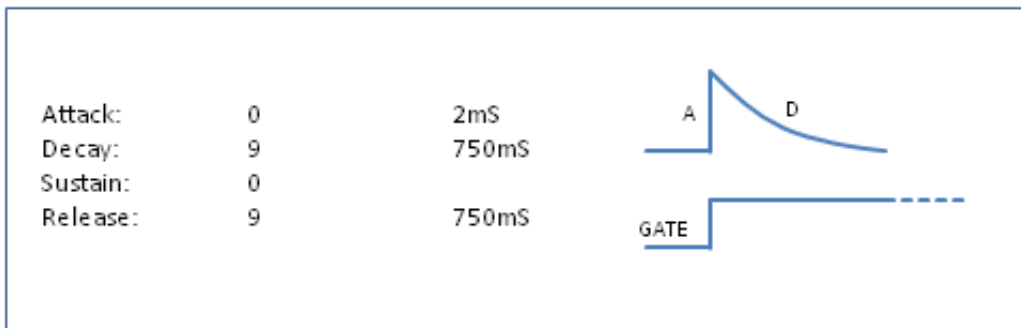 Attack: 0 2mS
Decay: 9 750mS
Sustain: 0
Release: 9 750mS
A
D
GATE